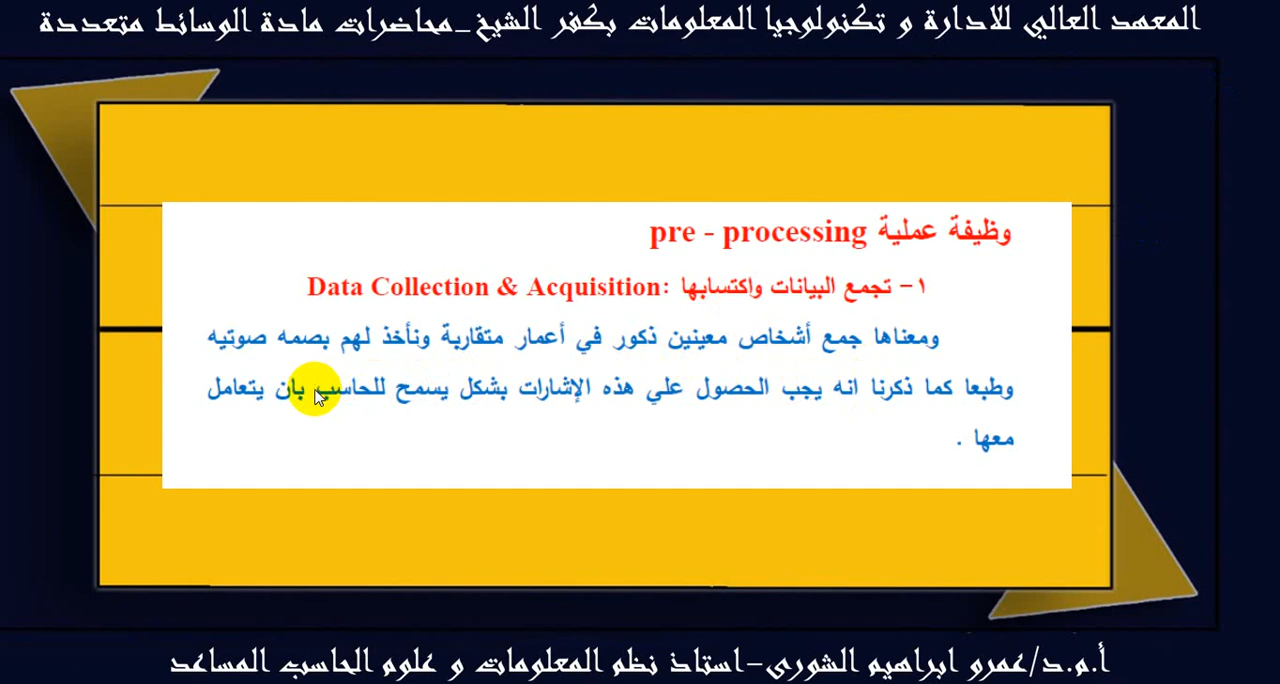 المعهد العالي للادارة و تكنولوجيا المعلومات بكفر الشيخ_محاضرات مادة الوسائط متعددة
وظيفة عملية pre - processing
١- تجمع البيانات واكتسابها :Data Collection & Acquisition
ومعناها جمع أشخاص معينين ذكور في أعمار متقاربة ونأخذ لهم بصمه صوتيه
وطبعا كما ذكرنا انه يجب الحصول علي هذه الإشارات بشكل يسمح للحاسب بان يتعامل
معها .
أ.م.د/عمرو ابراهيم الشورى-استاذ نظم المعلومات و علوم الحاسب المساعد